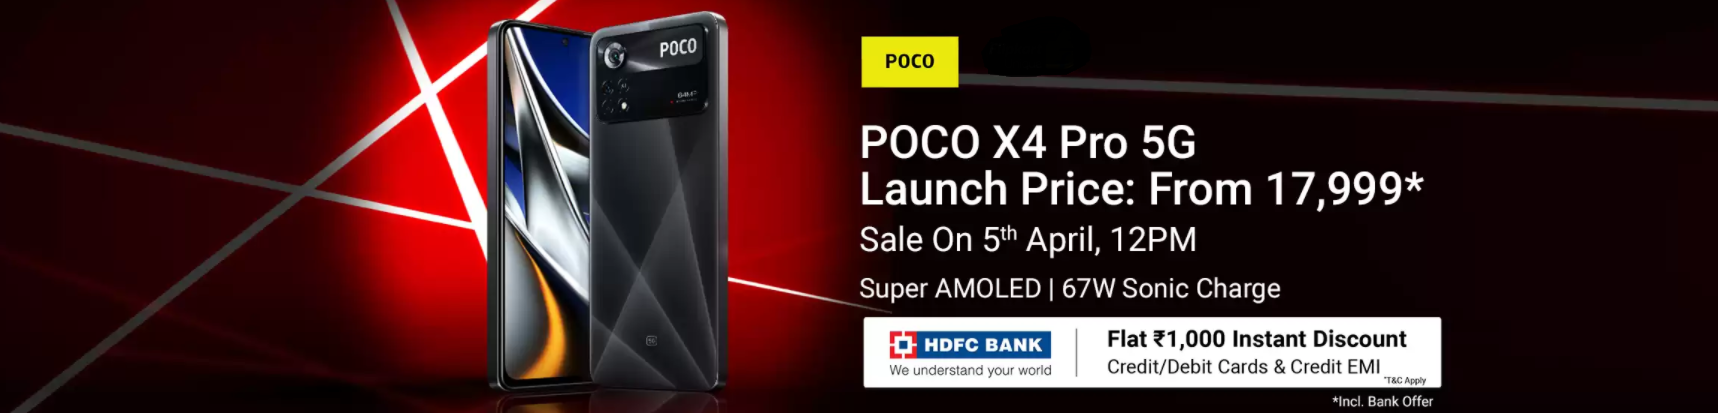 POCO
64MP
POCO
POCO X4 Pro 5G
Launch Price: From 17,999*
Sale On 5th April, 12PM
Super AMOLED | 67W Sonic Charge
HDFC BANK
We understand your world
Flat ₹1,000 Instant Discount
Credit/Debit Cards & Credit EMI
*T&C Apply
*Incl. Bank Offer